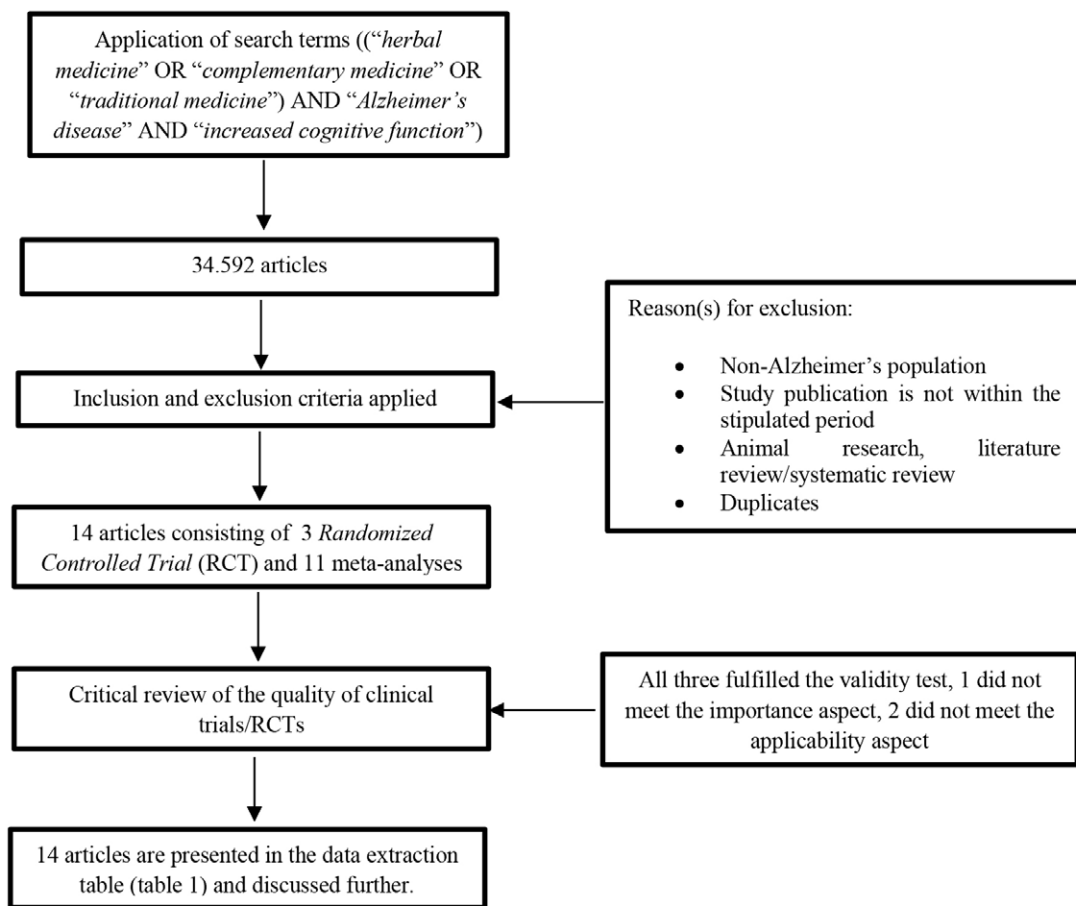 Application of search terms ((“herbal
medicine” OR “complementary medicine” OR
“traditional medicine”) AND “Alzheimer’s
disease” AND “increased cognitive function”)
34.592 articles
Reason(s) for exclusion:
• Non-Alzheimer’s population
• Study publication is not within the
stipulated period
• Animal research, literature
review/systematic review
• Duplicates
Inclusion and exclusion criteria applied
14 articles consisting of 3 Randomized
Controlled Trial (RCT) and 11 meta-analyses
Critical review of the quality of clinical
trials/RCTs
All three fulfilled the validity test, 1 did not
meet the importance aspect, 2 did not meet the
applicability aspect
14 articles are presented in the data extraction
table (table 1) and discussed further.